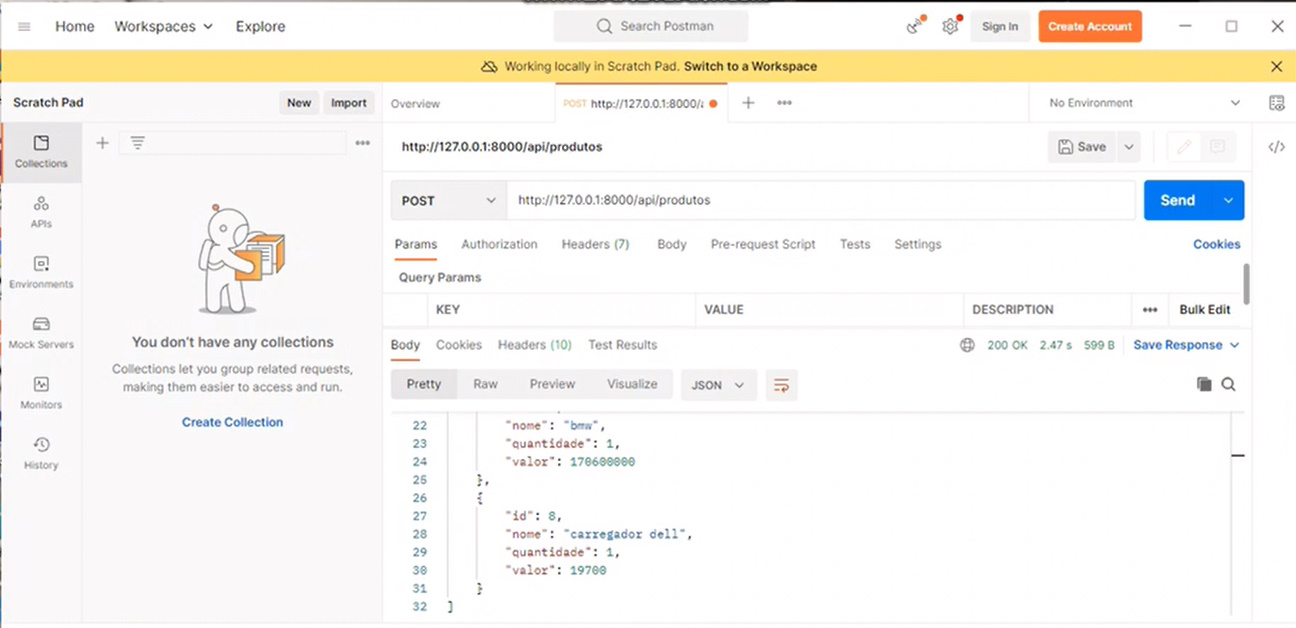 Home Workspaces Explore Search Postman Sign In Create Account
Working locally in Scratch Pad. Switch to a Workspace
Scratch Pad New Import Overview POST http://127.0.0.1:8000/ No Environment
http://127.0.0.1:8000/api/produtos Save
POST http://127.0.0.1:8000/api/produtos Send
Params Authorization Headers (7) Body Pre-request Script Tests Settings Cookies
Query Params
KEY VALUE DESCRIPTION Bulk Edit
Body Cookies Headers (10) Test Results 200 OK 2.47 s 599 B Save Response
Pretty Raw Preview Visualize JSON
22 "nome": "bmw",
23 "quantidade": 1,
24 "valor": 170600000
25 },
26 {
27 "id": 8,
28 "nome": "carregador dell",
29 "quantidade": 1,
30 "valor": 19700
31 }
32 ]
Collections
APIs
Environments
Mock Servers
Monitors
History
You don't have any collections
Collections let you group related requests,
making them easier to access and run.
Create Collection